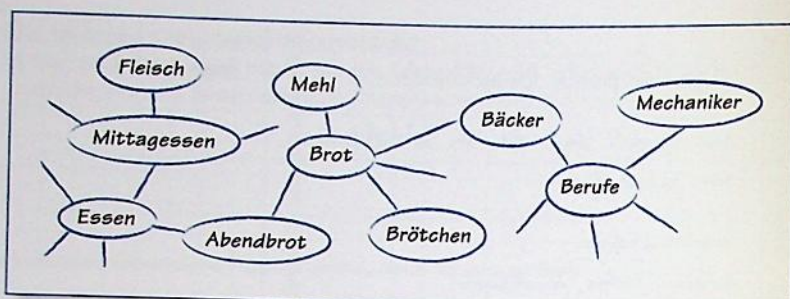 Fleisch
Mehl
Mechaniker
Bäcker
Mittagessen
Brot
Berufe
Essen
Abendbrot
Brötchen